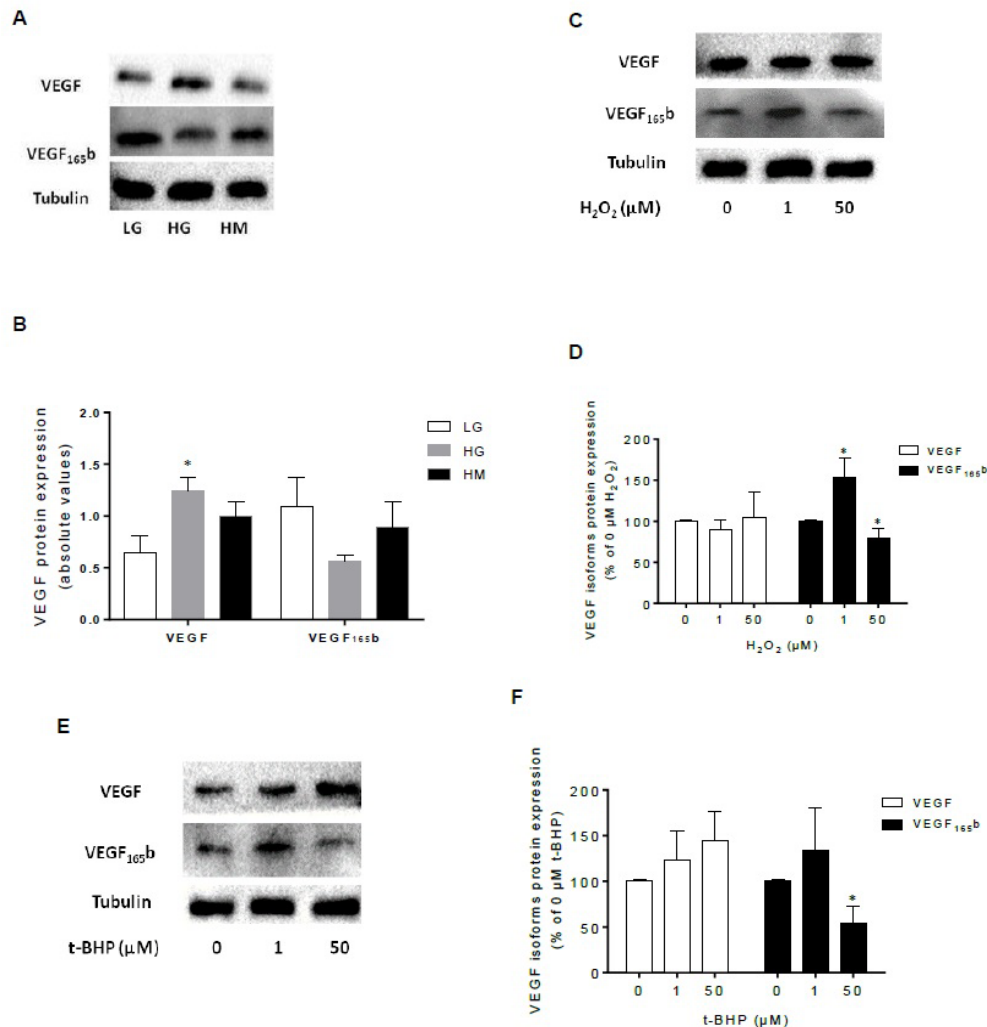 A
VEGF
VEGF₁₆₅b
Tubulin
LG HG HM
C
VEGF
VEGF₁₆₅b
Tubulin
H₂O₂ (µM) 0 1 50
B
VEGF protein expression
(absolute values)
2.0
1.5
1.0
0.5
0.0
*
VEGF VEGF₁₆₅b
LG
HG
HM
D
VEGF isoforms protein expression
(% of 0 µM H₂O₂)
200
150
100
50
0
*
*
0 1 50 0 1 50
H₂O₂ (µM)
VEGF
VEGF₁₆₅b
E
VEGF
VEGF₁₆₅b
Tubulin
t-BHP (µM) 0 1 50
F
VEGF isoforms protein expression
(% of 0 µM t-BHP)
200
150
100
50
0
*
0 1 50 0 1 50
t-BHP (µM)
VEGF
VEGF₁₆₅b